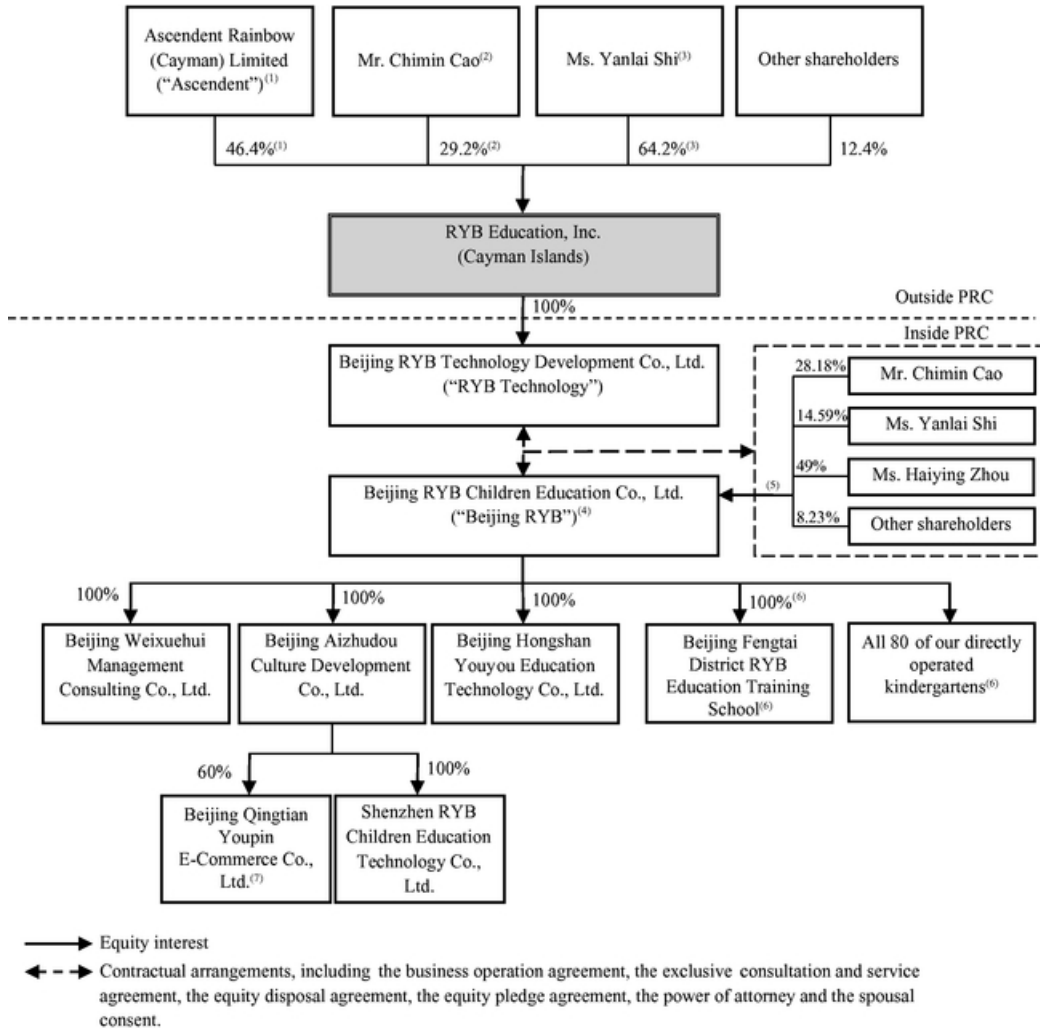 Ascendent Rainbow
(Cayman) Limited
(“Ascendent”)(1)
Mr. Chimin Cao(2)
Ms. Yanlai Shi(3)
Other shareholders
46.4%(1)
29.2%(2)
64.2%(3)
12.4%
RYB Education, Inc.
(Cayman Islands)
100%
Outside PRC
Inside PRC
Beijing RYB Technology Development Co., Ltd.
(“RYB Technology”)
28.18%
Mr. Chimin Cao
14.59%
Ms. Yanlai Shi
49%
Ms. Haiying Zhou
8.23%
Other shareholders
(5)
Beijing RYB Children Education Co., Ltd.
(“Beijing RYB”)(4)
100%
100%
100%
100%(6)
Beijing Weixuehui
Management
Consulting Co., Ltd.
Beijing Aizhudou
Culture Development
Co., Ltd.
Beijing Hongshan
Youyou Education
Technology Co., Ltd.
Beijing Fengtai
District RYB
Education Training
School(6)
All 80 of our directly
operated
kindergartens(6)
60%
100%
Beijing Qingtian
Youpin
E-Commerce Co.,
Ltd.(7)
Shenzhen RYB
Children Education
Technology Co.,
Ltd.
Equity interest
Contractual arrangements, including the business operation agreement, the exclusive consultation and service
agreement, the equity disposal agreement, the equity pledge agreement, the power of attorney and the spousal
consent.